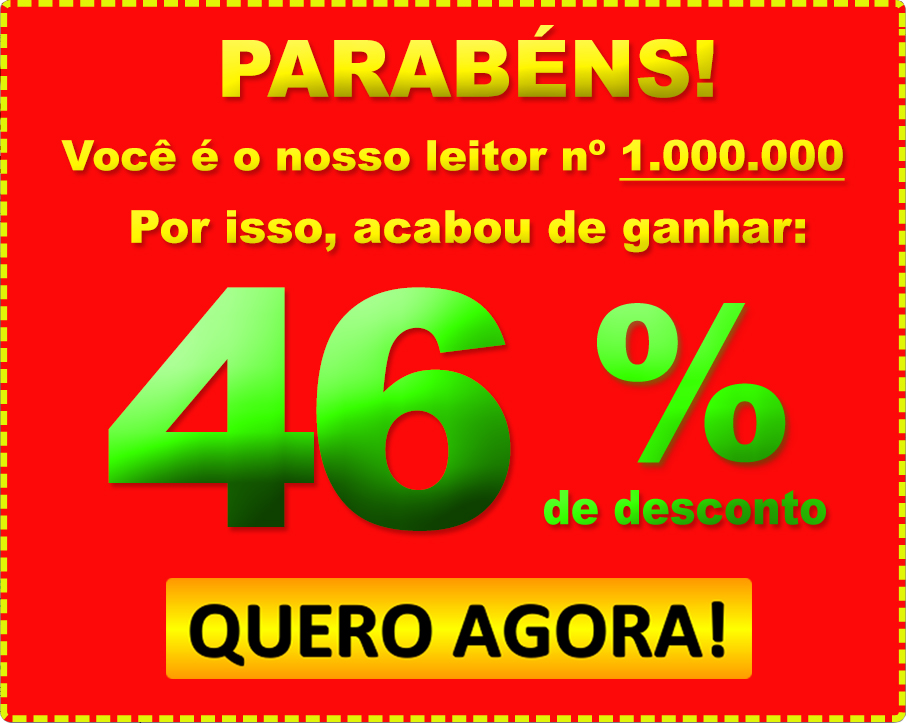 PARABÉNS!
Você é o nosso leitor nº 1.000.000
Por isso, acabou de ganhar:
46 %
de desconto
QUERO AGORA!